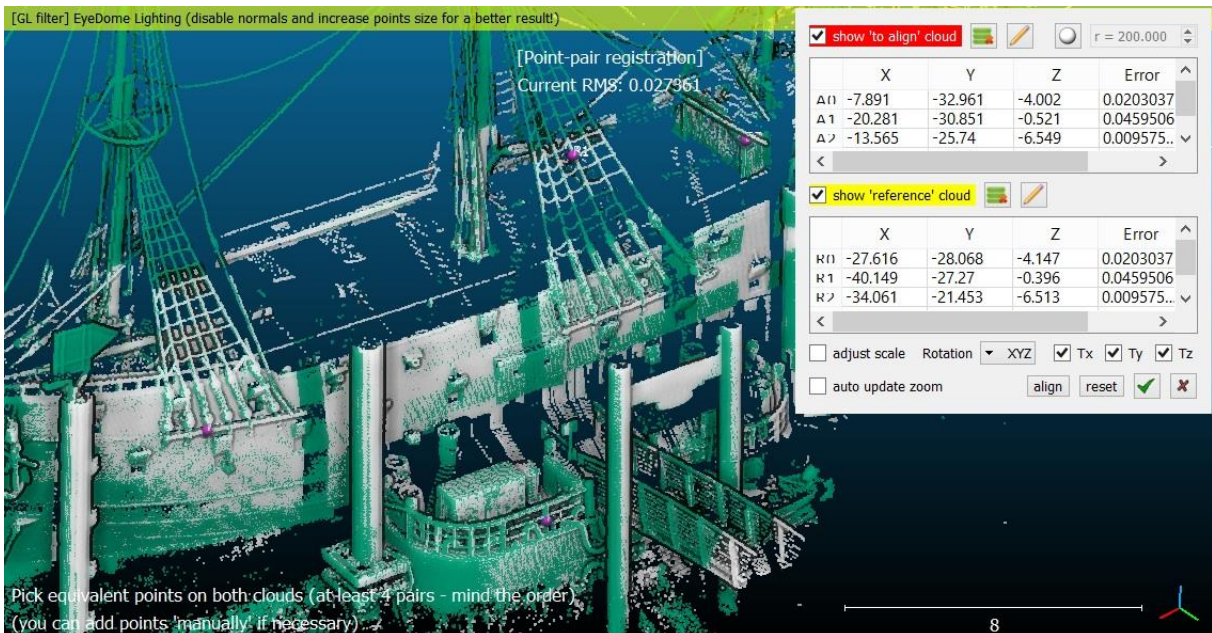 [GL filter] EyeDome Lighting (disable normals and increase points size for a better result!)
[Point-pair registration]
Current RMS: 0.027361
show 'to align' cloud
r = 200.000
X Y Z Error
A0 -7.891 -32.961 -4.002 0.0203037
A1 -20.281 -30.851 -0.521 0.0459506
A2 -13.565 -25.74 -6.549 0.009575...
show 'reference' cloud
X Y Z Error
R0 -27.616 -28.068 -4.147 0.0203037
R1 -40.149 -27.27 -0.396 0.0459506
R2 -34.061 -21.453 -6.513 0.009575...
adjust scale Rotation XYZ Tx Ty Tz
auto update zoom align reset
Pick equivalent points on both clouds (at least 4 pairs - mind the order)
(you can add points 'manually' if necessary)
8